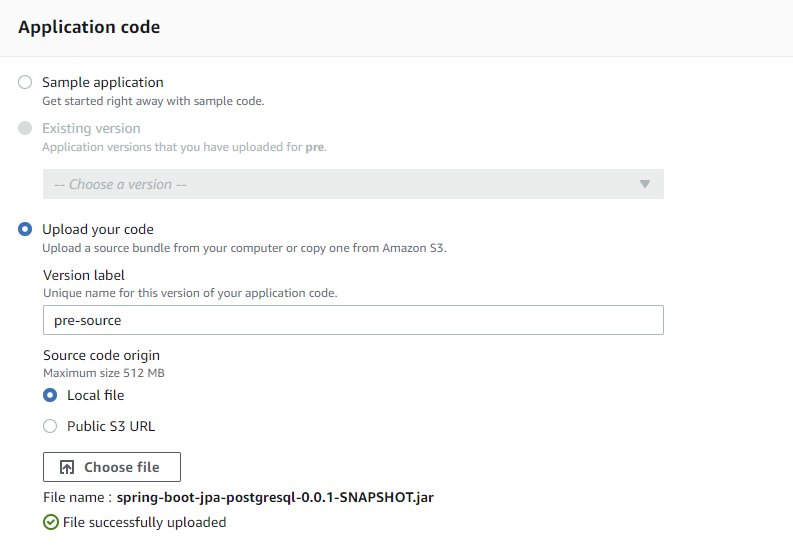 Application code
Sample application
Get started right away with sample code.
Existing version
Application versions that you have uploaded for pre.
-- Choose a version --
Upload your code
Upload a source bundle from your computer or copy one from Amazon S3.
Version label
Unique name for this version of your application code.
pre-source
Source code origin
Maximum size 512 MB
Local file
Public S3 URL
Choose file
File name : spring-boot-jpa-postgresql-0.0.1-SNAPSHOT.jar
File successfully uploaded